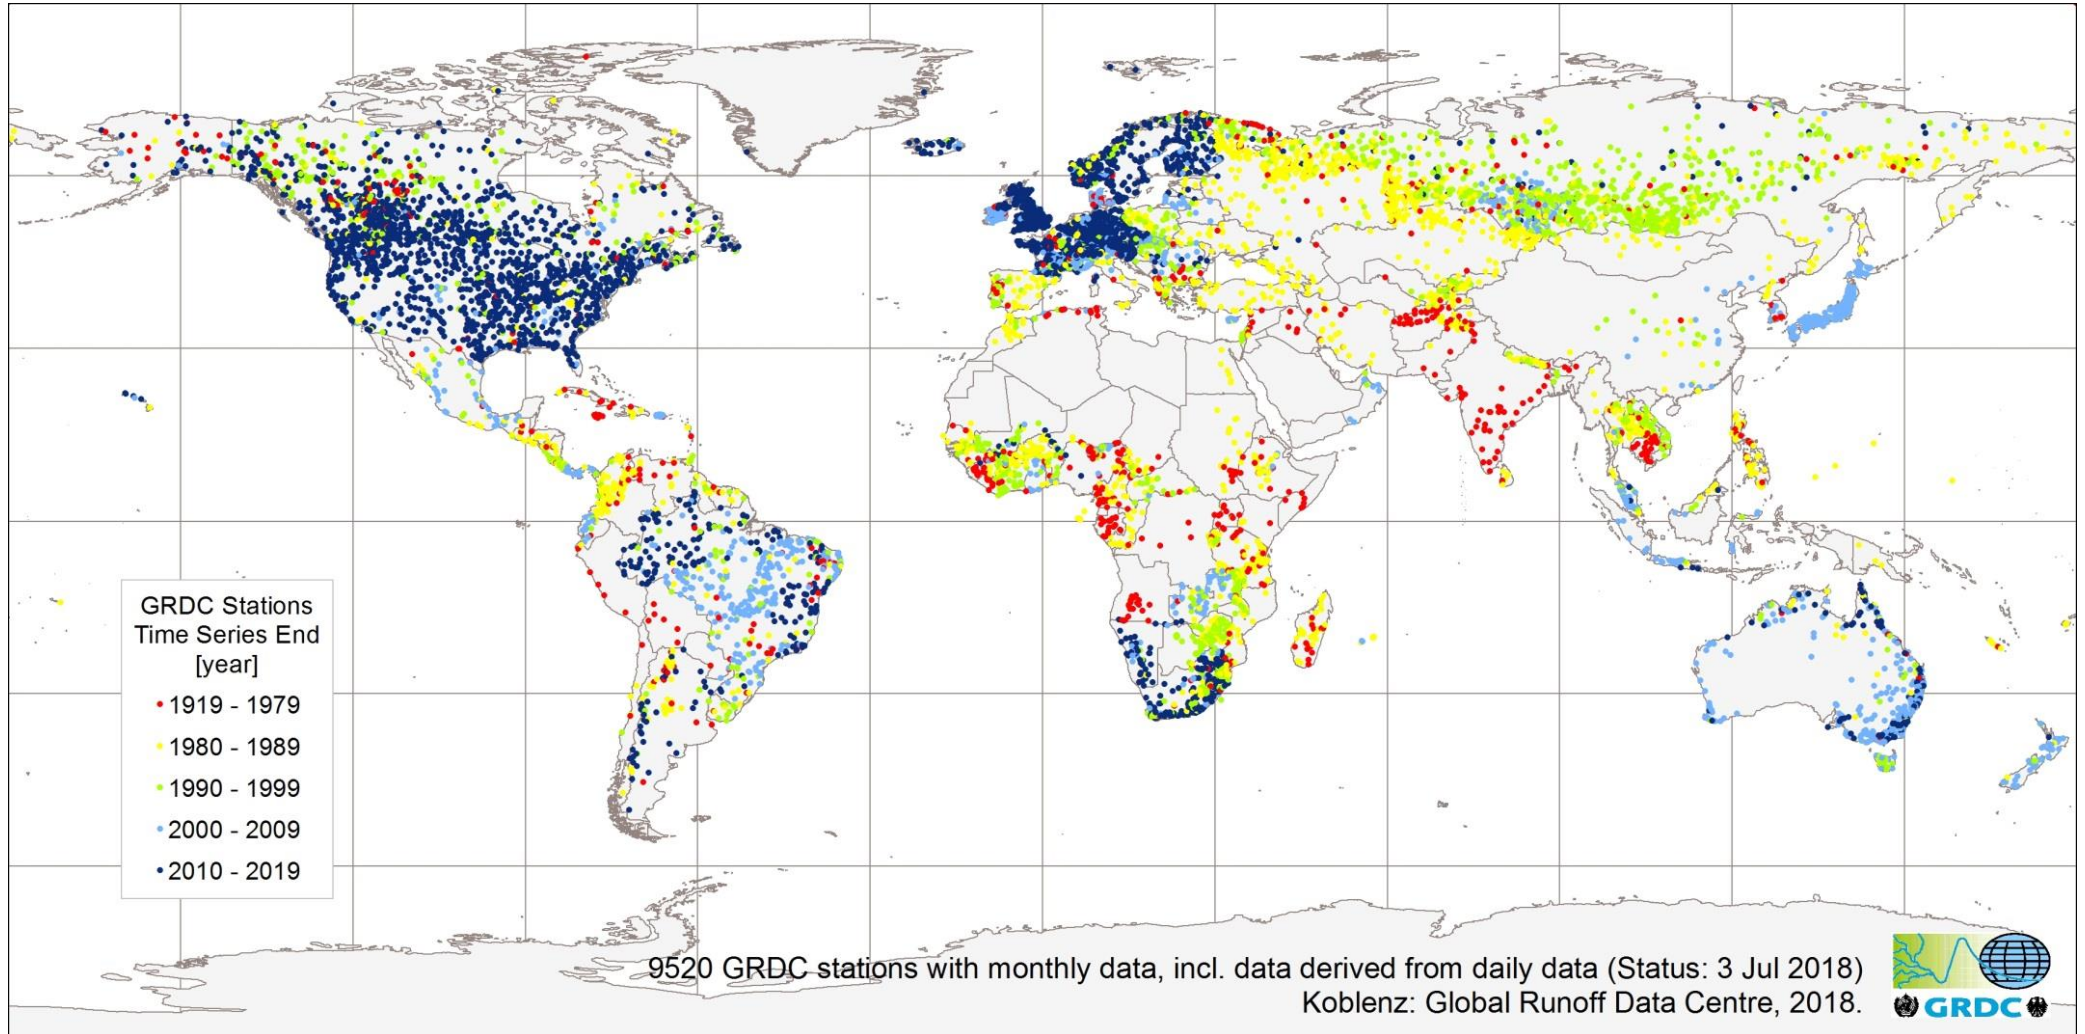 GRDC Stations
Time Series End
[year]
1919 - 1979
1980 - 1989
1990 - 1999
2000 - 2009
2010 - 2019
9520 GRDC stations with monthly data, incl. data derived from daily data (Status: 3 Jul 2018)
Koblenz: Global Runoff Data Centre, 2018.
GRDC